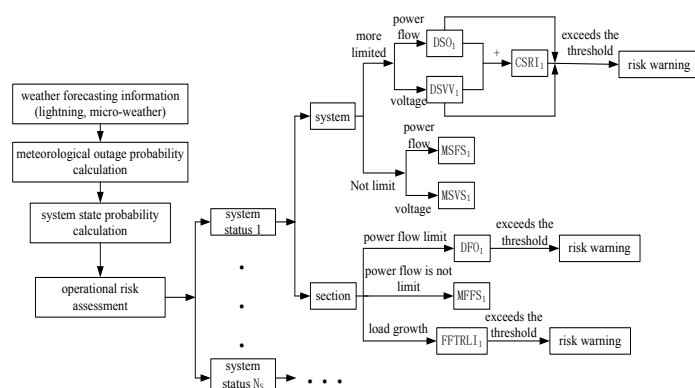 weather forecasting information
(lightning, micro-weather)
meteorological outage probability
calculation
system state probability
calculation
operational risk
assessment
system
status 1
system
status NS
system
more
limited
power
flow
DSO1
voltage
DSVV1
+
CSRI1
exceeds the
threshold
risk warning
Not limit
power
flow
MSFS1
voltage
MSVS1
section
power flow limit
DFO1
exceeds the
threshold
risk warning
power flow is not
limit
MFFS1
load growth
FFTRLI1
exceeds the
threshold
risk warning